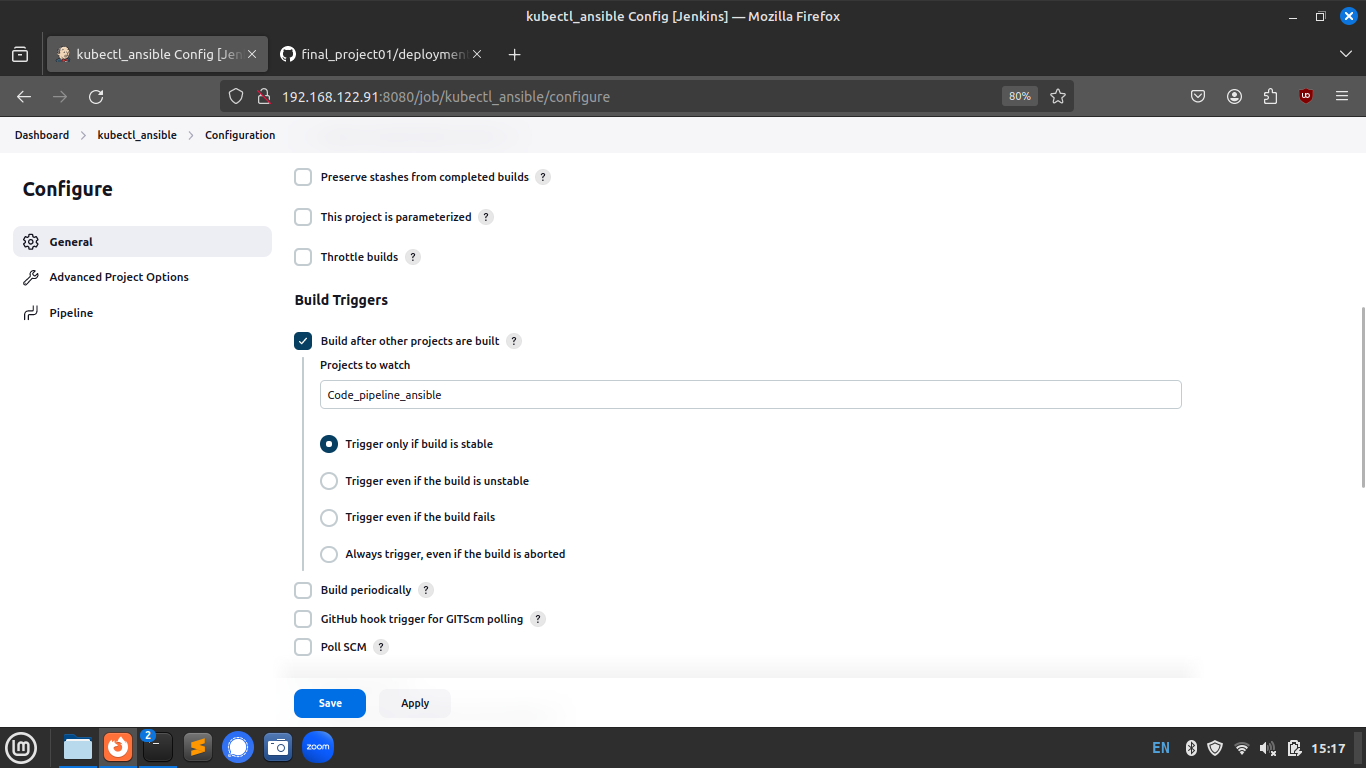 kubectl_ansible Config [Jenkins] — Mozilla Firefox
kubectl_ansible Config [Jen
final_project01/deployment
192.168.122.91:8080/job/kubectl_ansible/configure
80%
Dashboard
kubectl_ansible
Configuration
Configure
General
Advanced Project Options
Pipeline
Preserve stashes from completed builds ?
This project is parameterized ?
Throttle builds ?
Build Triggers
Build after other projects are built ?
Projects to watch
Code_pipeline_ansible
Trigger only if build is stable
Trigger even if the build is unstable
Trigger even if the build fails
Always trigger, even if the build is aborted
Build periodically ?
GitHub hook trigger for GITScm polling ?
Poll SCM ?
Save
Apply
2
zoom
EN
15:17